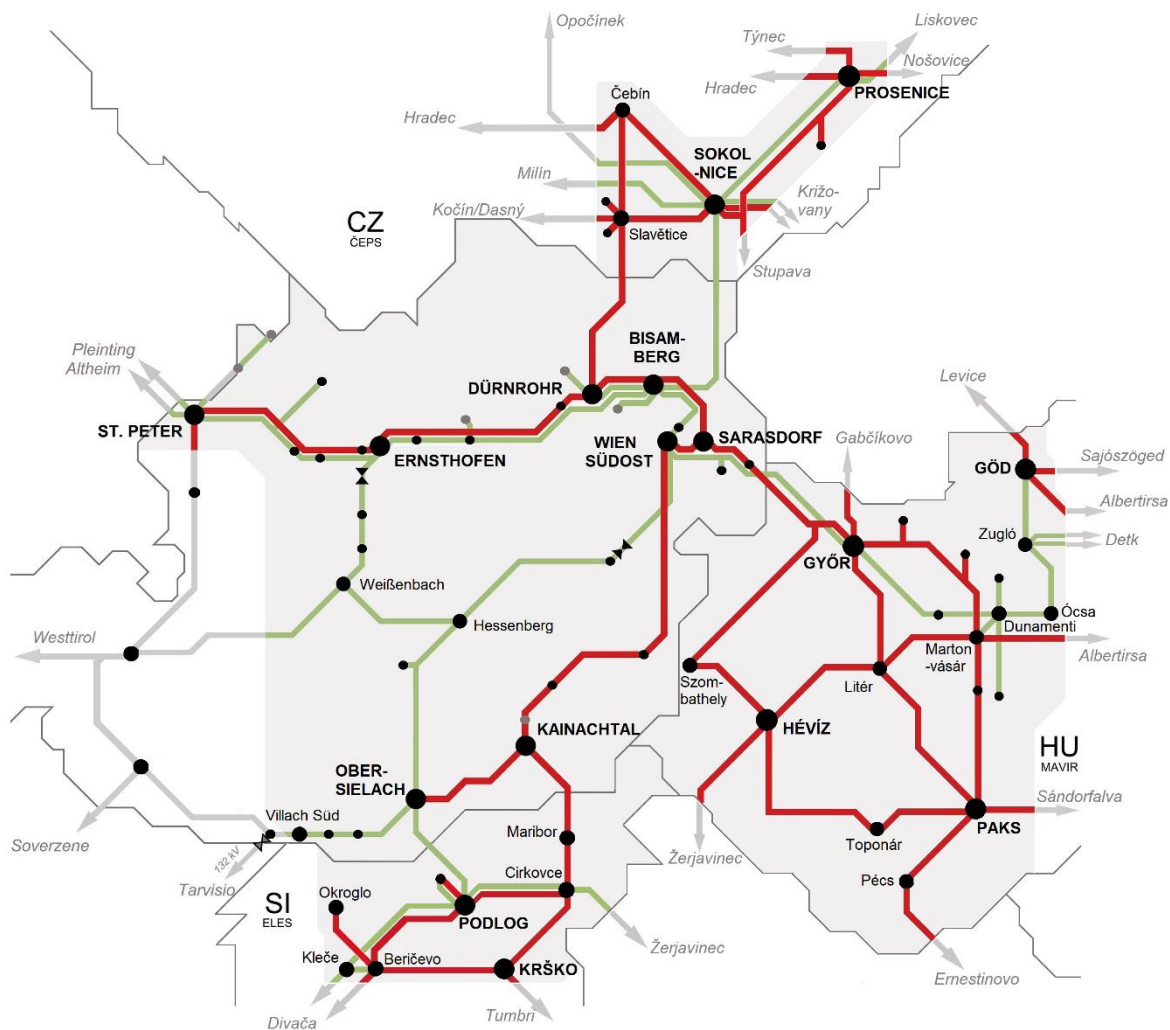 Opočínek
Liskovec
Týnec
Nošovice
Hradec
PROSENICE
Čebín
Hradec
SOKOL
-NICE
Milín
Križo-
vany
Kočín/Dasný
CZ
ČEPS
Slavětice
Stupava
BISAM-
BERG
Pleinting
Altheim
DÜRNROHR
Levice
ST. PETER
ERNSTHOFEN
WIEN
SÜDOST
SARASDORF
Gabčíkovo
GÖD
Sajószöged
Albertirsa
Zugló
Detk
GYŐR
Weißenbach
Hessenberg
Ócsa
Dunamenti
Westtirol
Marton
-vásár
Albertirsa
Szom-
bathely
Litér
KAINACHTAL
HÉVÍZ
HU
MAVIR
OBER-
SIELACH
Sándorfalva
PAKS
Villach Süd
Maribor
Toponár
Soverzene
132 kV
Žerjavinec
Tarvisio
Cirkovce
Pécs
SI
ELES
Okroglo
PODLOG
Žerjavinec
Kleče
Beričevo
KRŠKO
Ernestinovo
Divača
Tumbri